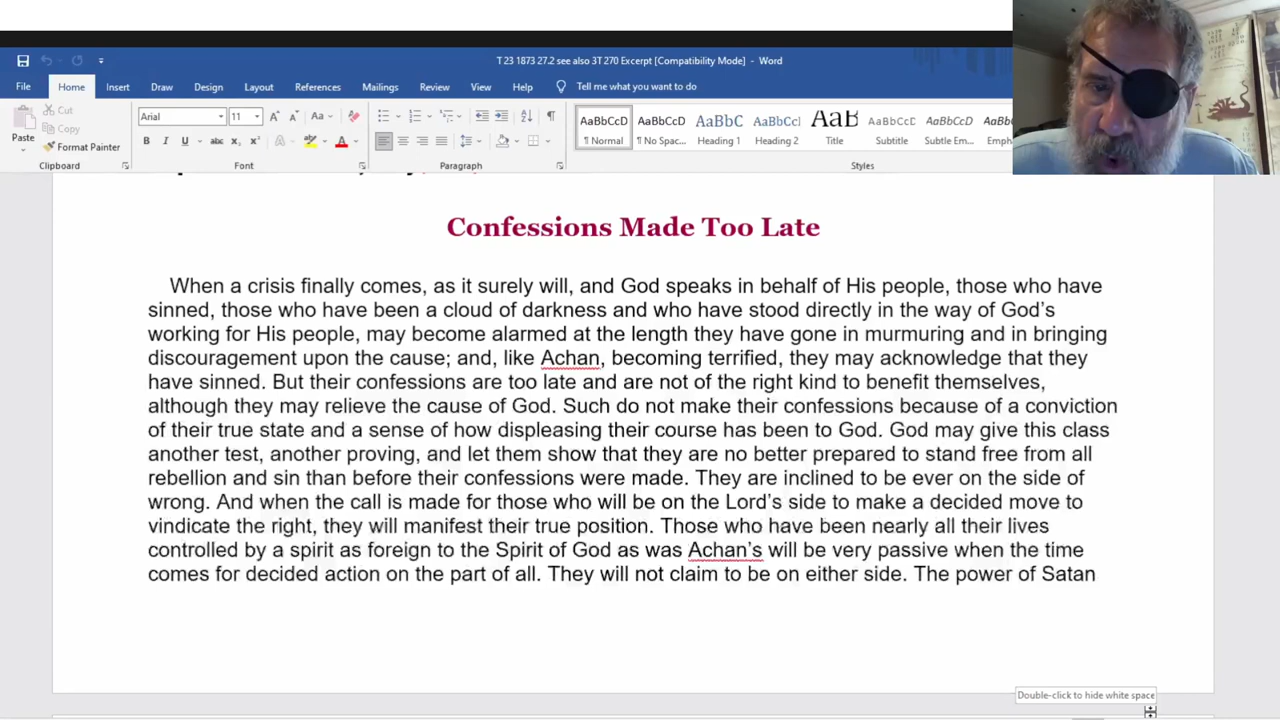 T 23 1873 27.2 see also 3T 270 Excerpt [Compatibility Mode] - Word
File Home Insert Draw Design Layout References Mailings Review View Help Tell me what you want to do
Paste
Cut
Copy
Format Painter
Clipboard
Arial 11
Font
Paragraph
AaBbCcD AaBbCcD AaBbC AaBbCcI AaB AaBbCcD AaBbCcD AaBb
¶ Normal ¶ No Spac... Heading 1 Heading 2 Title Subtitle Subtle Em... Emph
Styles
Confessions Made Too Late
When a crisis finally comes, as it surely will, and God speaks in behalf of His people, those who have
sinned, those who have been a cloud of darkness and who have stood directly in the way of God’s
working for His people, may become alarmed at the length they have gone in murmuring and in bringing
discouragement upon the cause; and, like Achan, becoming terrified, they may acknowledge that they
have sinned. But their confessions are too late and are not of the right kind to benefit themselves,
although they may relieve the cause of God. Such do not make their confessions because of a conviction
of their true state and a sense of how displeasing their course has been to God. God may give this class
another test, another proving, and let them show that they are no better prepared to stand free from all
rebellion and sin than before their confessions were made. They are inclined to be ever on the side of
wrong. And when the call is made for those who will be on the Lord’s side to make a decided move to
vindicate the right, they will manifest their true position. Those who have been nearly all their lives
controlled by a spirit as foreign to the Spirit of God as was Achan’s will be very passive when the time
comes for decided action on the part of all. They will not claim to be on either side. The power of Satan
Double-click to hide white space